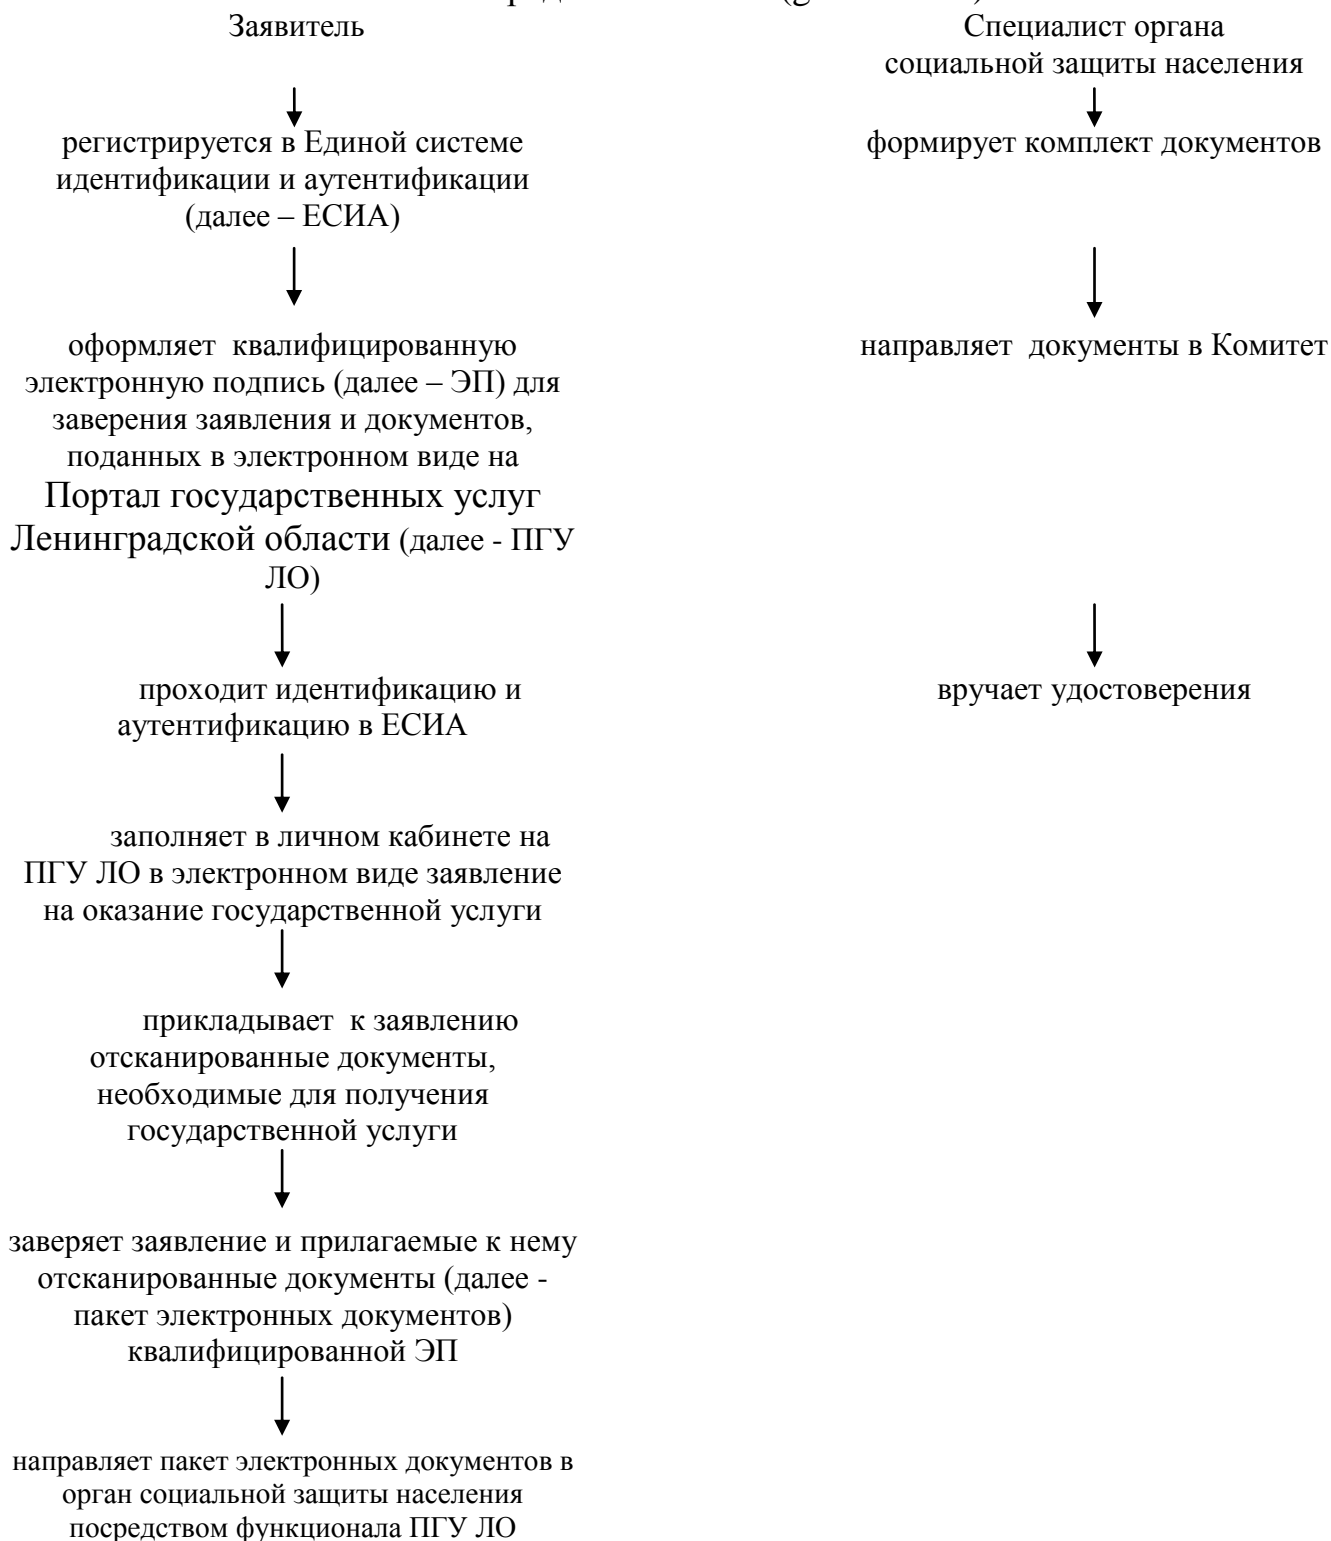 Заявитель
регистрируется в Единой системе
идентификации и аутентификации
(далее – ЕСИА)
оформляет квалифицированную
электронную подпись (далее – ЭП) для
заверения заявления и документов,
поданных в электронном виде на
Портал государственных услуг
Ленинградской области (далее - ПГУ
ЛО)
проходит идентификацию и
аутентификацию в ЕСИА
заполняет в личном кабинете на
ПГУ ЛО в электронном виде заявление
на оказание государственной услуги
прикладывает к заявлению
отсканированные документы,
необходимые для получения
государственной услуги
заверяет заявление и прилагаемые к нему
отсканированные документы (далее -
пакет электронных документов)
квалифицированной ЭП
направляет пакет электронных документов в
орган социальной защиты населения
посредством функционала ПГУ ЛО
Специалист органа
социальной защиты населения
формирует комплект документов
направляет документы в Комитет
вручает удостоверения